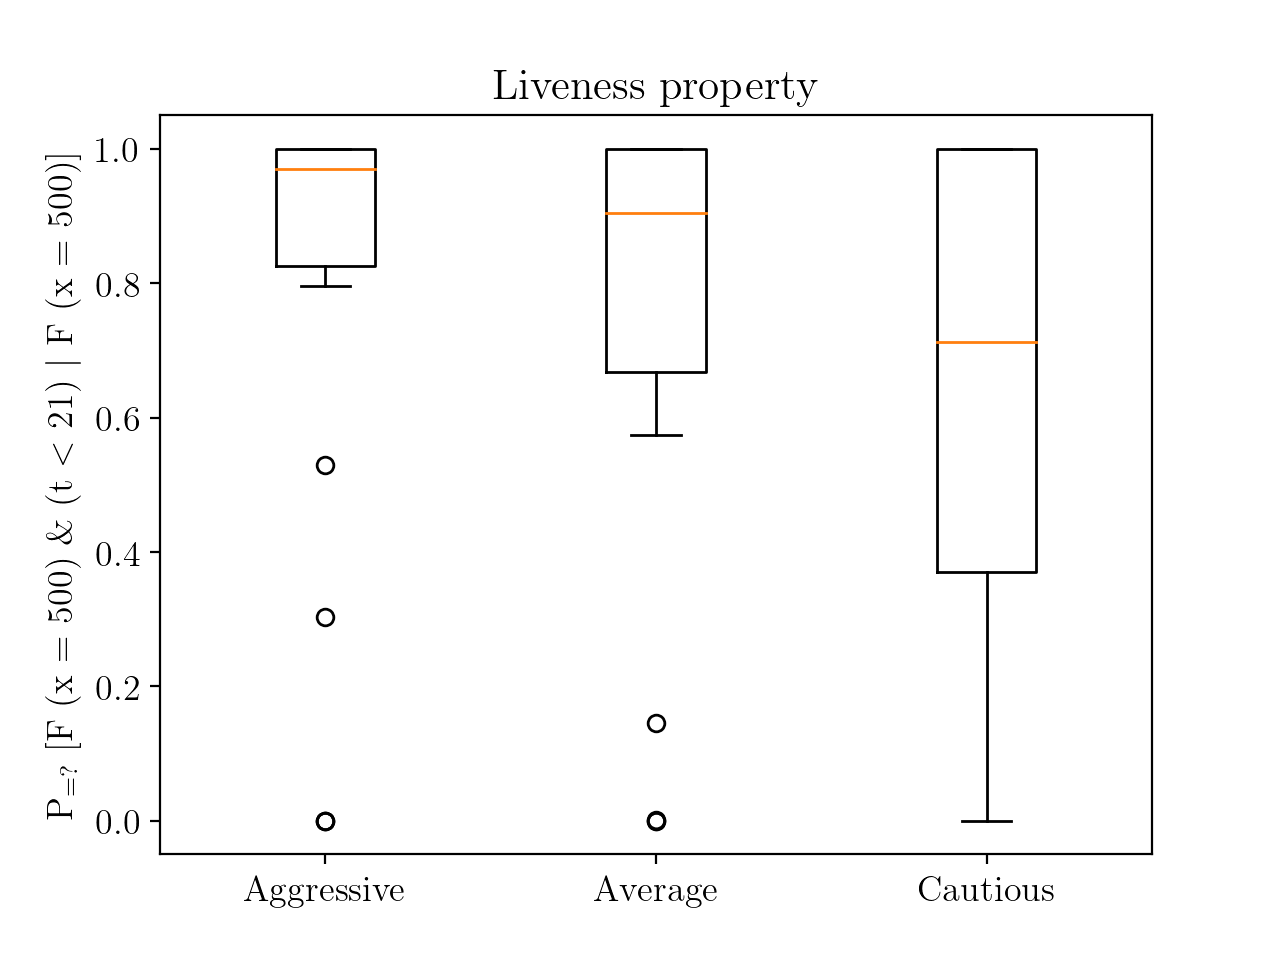 Liveness property
P=? [F (x = 500) & (t < 21) | F (x = 500)]
1.0
0.8
0.6
0.4
0.2
0.0
Aggressive
Average
Cautious